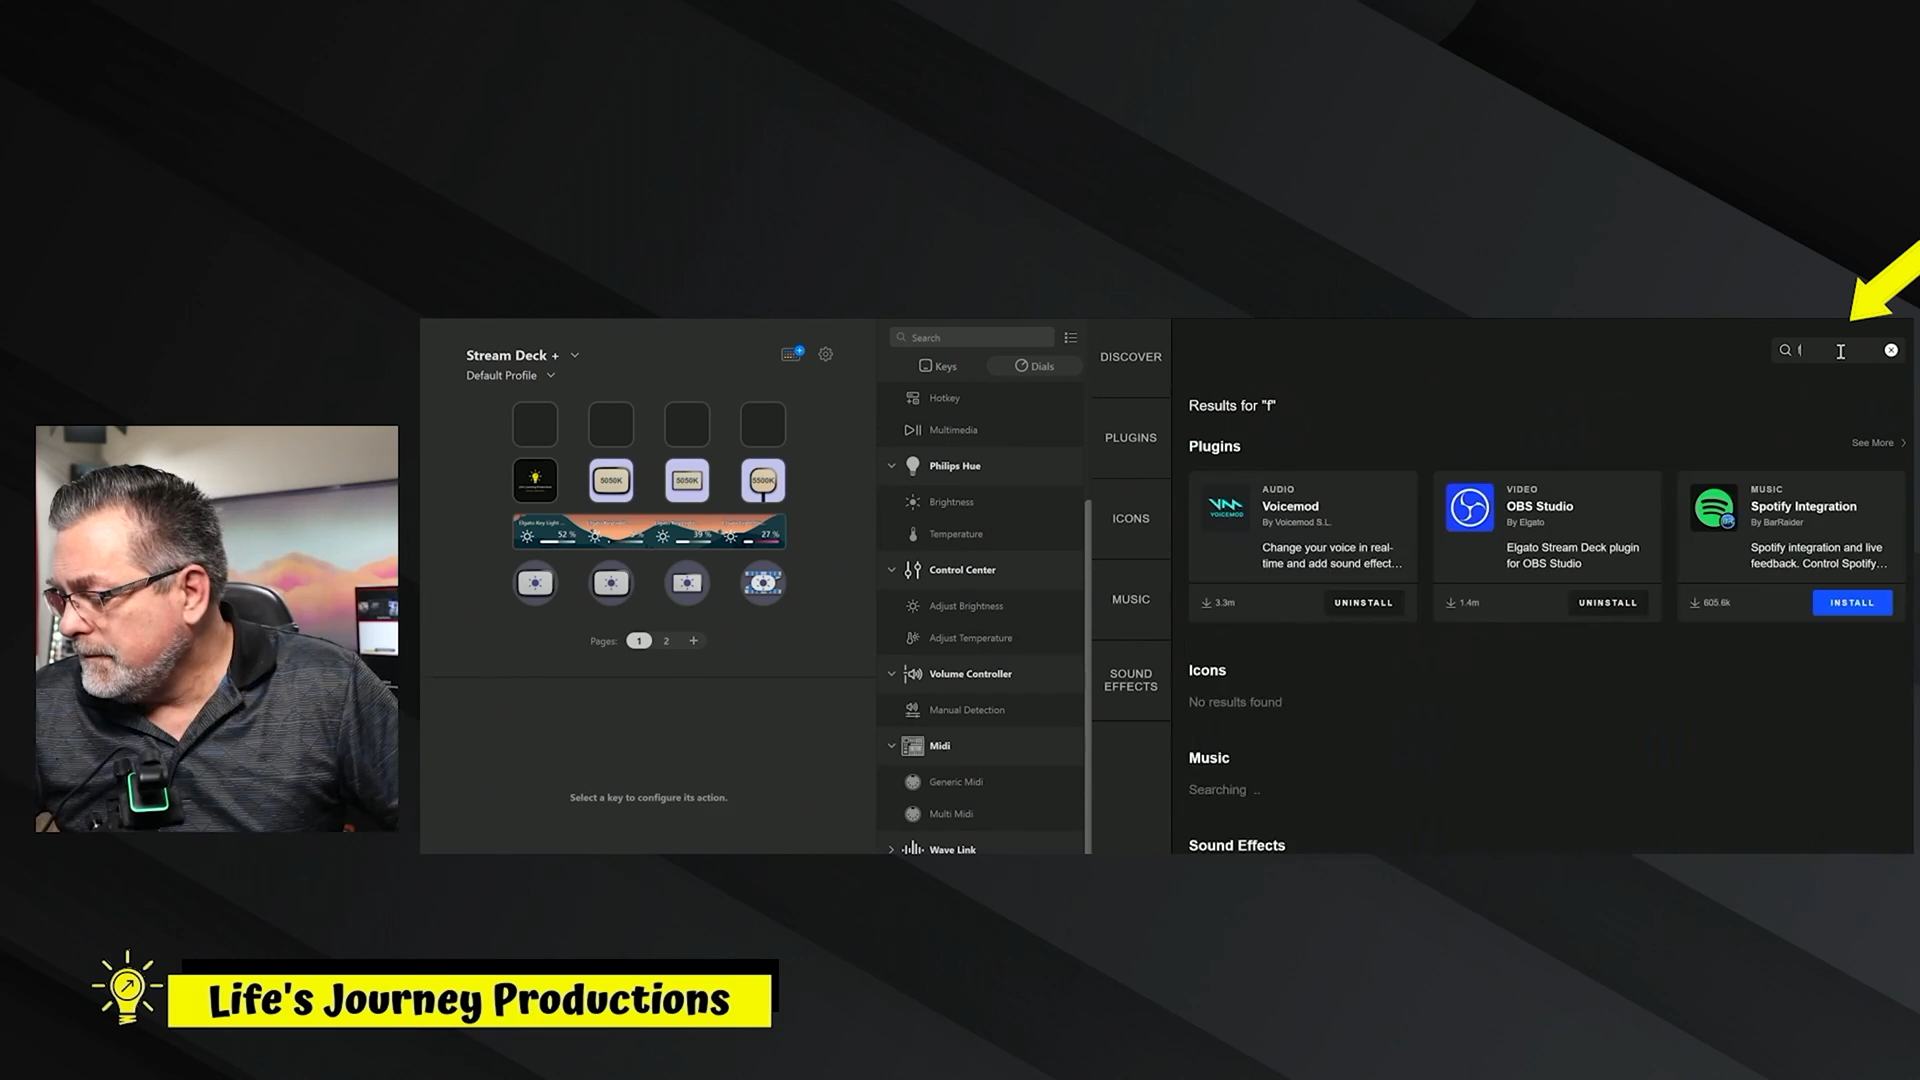 Stream Deck +
Default Profile
5050K
5050K
5500K
Elgato Key Light ...
52 %
39 %
27 %
Pages: 1 2 +
Select a key to configure its action.
Search
Keys
Dials
Hotkey
Multimedia
Philips Hue
Brightness
Temperature
Control Center
Adjust Brightness
Adjust Temperature
Volume Controller
Manual Detection
Midi
Generic Midi
Multi Midi
Wave Link
DISCOVER
PLUGINS
ICONS
MUSIC
SOUND
EFFECTS
f
Results for "f"
Plugins
See More
VOICEMOD
AUDIO
Voicemod
By Voicemod S.L.
Change your voice in real-
time and add sound effect...
3.3m
UNINSTALL
VIDEO
OBS Studio
By Elgato
Elgato Stream Deck plugin
for OBS Studio
1.4m
UNINSTALL
MUSIC
Spotify Integration
By BarRaider
Spotify integration and live
feedback. Control Spotify...
605.6k
INSTALL
Icons
No results found
Music
Searching ..
Sound Effects
Life's Journey Productions